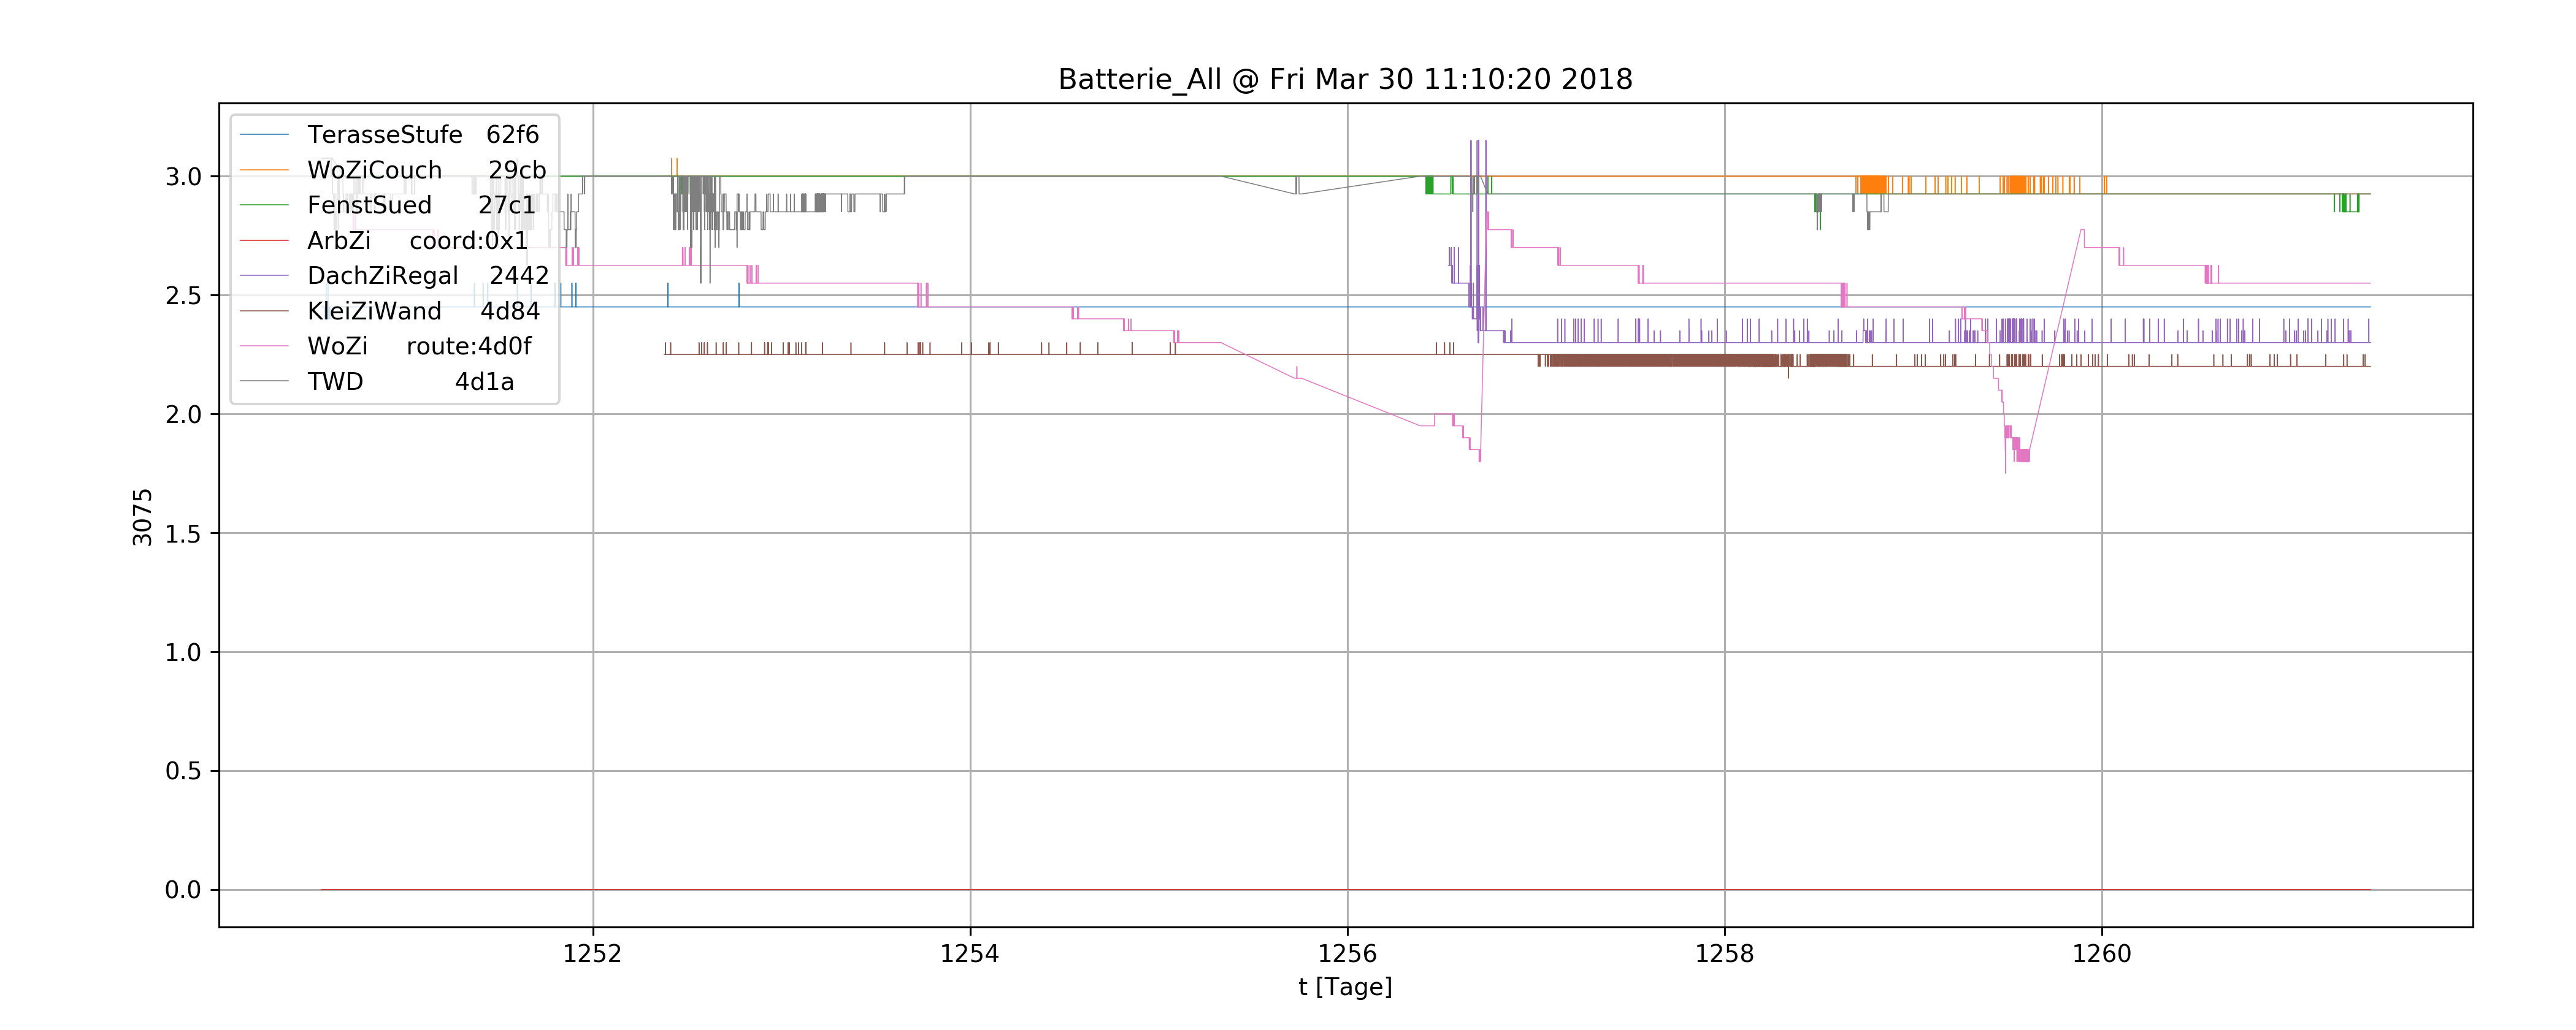 Batterie_All @ Fri Mar 30 11:10:20 2018
TerasseStufe 62f6
WoZiCouch 29cb
FenstSued 27c1
ArbZi coord:0x1
DachZiRegal 2442
KleiZiWand 4d84
WoZi route:4d0f
TWD 4d1a
3.0
2.5
2.0
1.5
1.0
0.5
0.0
3075
1252 1254 1256 1258 1260
t [Tage]